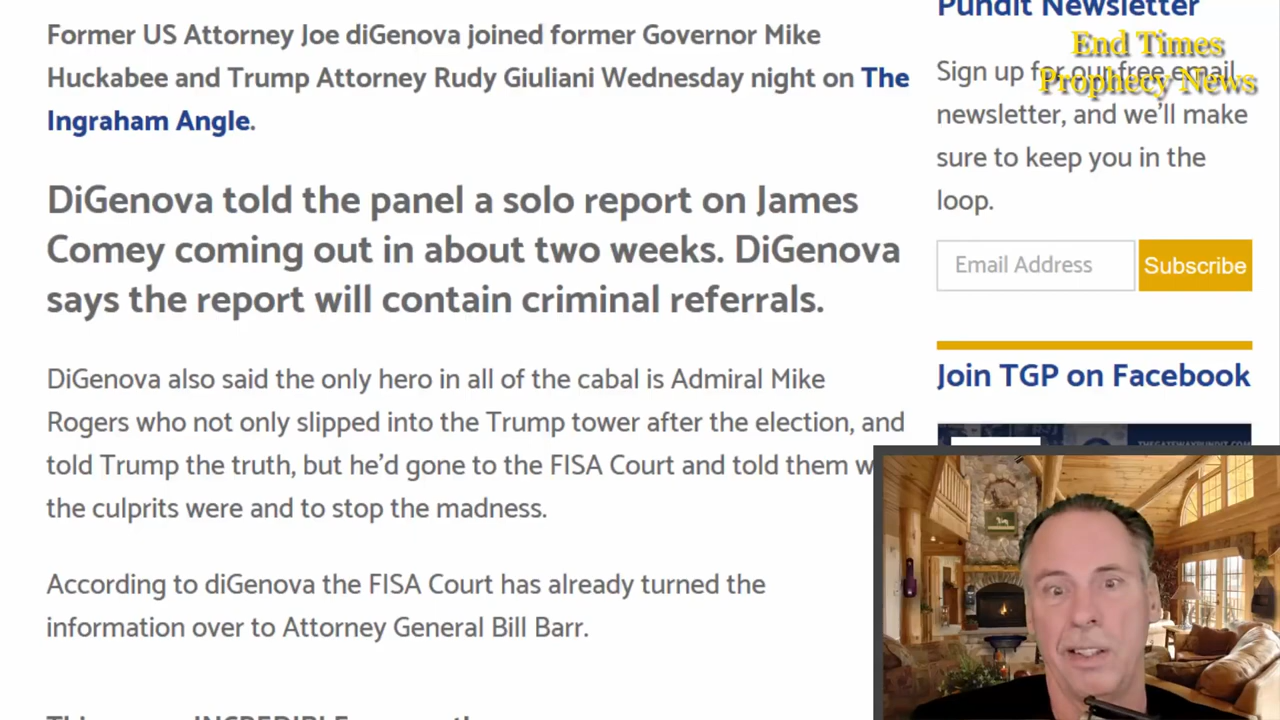 Former US Attorney Joe diGenova joined former Governor Mike
Huckabee and Trump Attorney Rudy Giuliani Wednesday night on The
Ingraham Angle.
DiGenova told the panel a solo report on James
Comey coming out in about two weeks. DiGenova
says the report will contain criminal referrals.
DiGenova also said the only hero in all of the cabal is Admiral Mike
Rogers who not only slipped into the Trump tower after the election, and
told Trump the truth, but he'd gone to the FISA Court and told them
the culprits were and to stop the madness.
According to diGenova the FISA Court has already turned the
information over to Attorney General Bill Barr.
INCREDIBLE
Pundit Newsletter
End Times
Prophecy News
Sign up for our free email
newsletter, and we'll make
sure to keep you in the
loop.
Email Address
Subscribe
Join TGP on Facebook
THEGATEWAYPUNDIT.COM